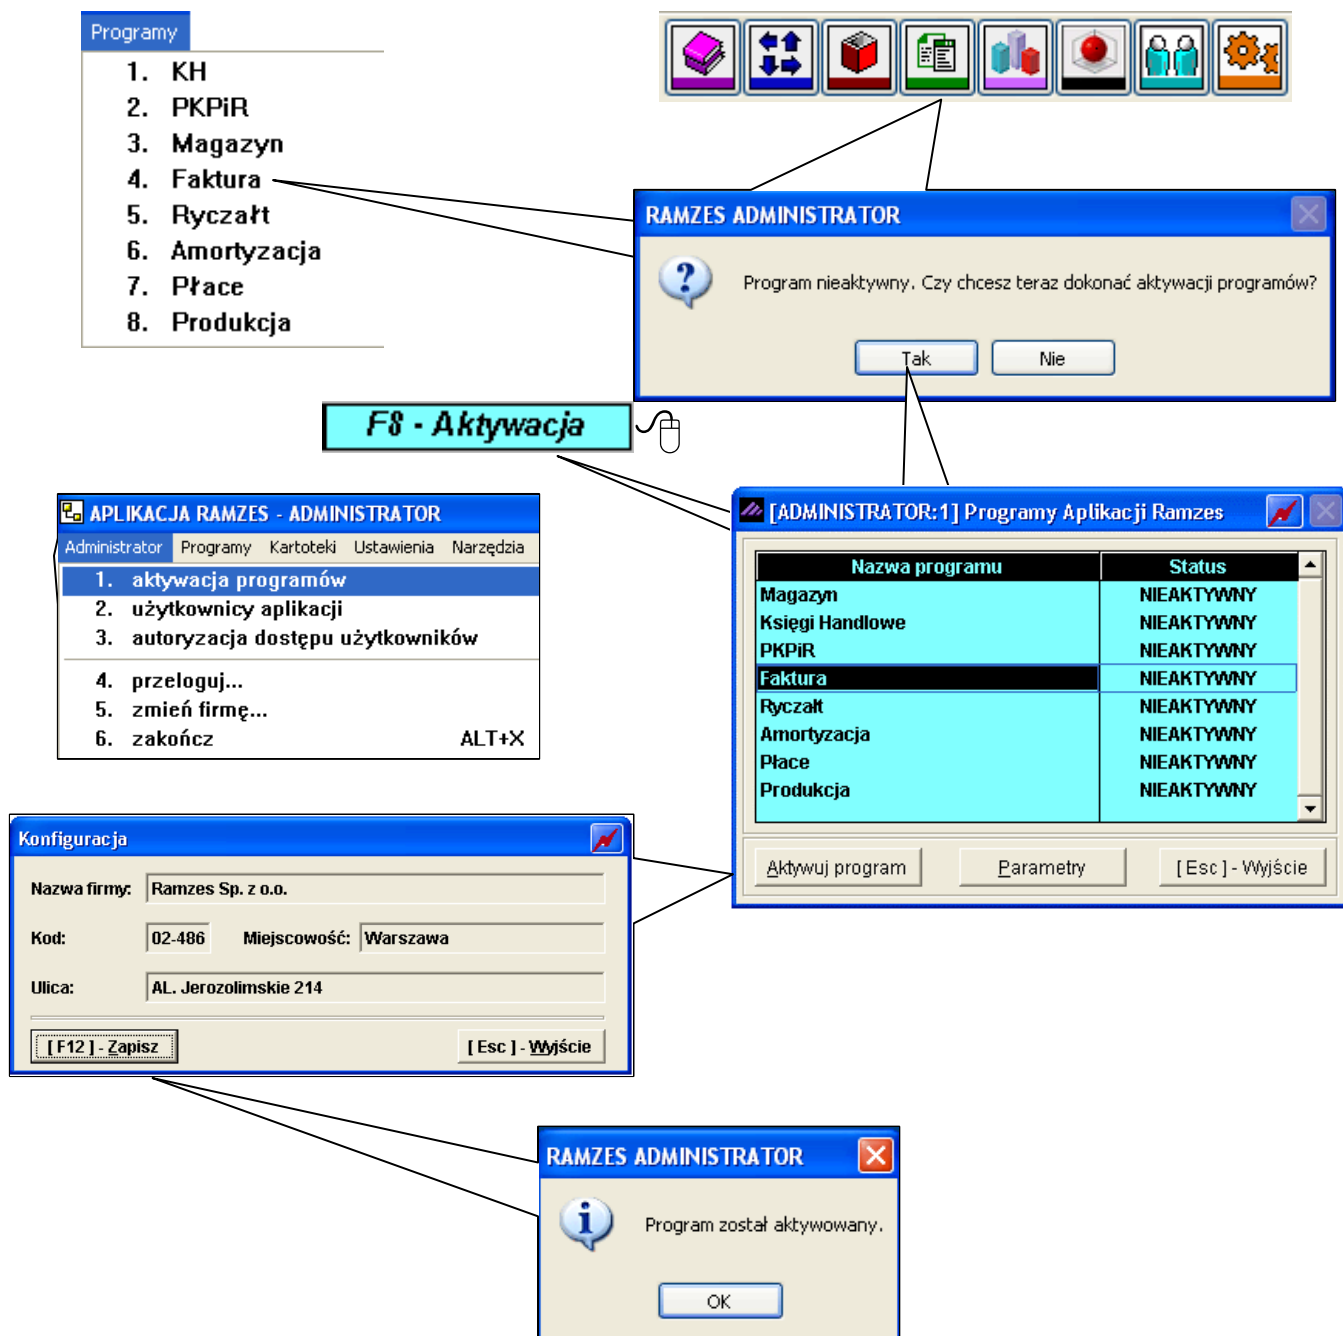 Programy
1. KH
2. PKPiR
3. Magazyn
4. Faktura
5. Ryczałt
6. Amortyzacja
7. Płace
8. Produkcja
RAMZES ADMINISTRATOR
Program nieaktywny. Czy chcesz teraz dokonać aktywacji programów?
Tak Nie
F8 - Aktywacja
APLIKACJA RAMZES - ADMINISTRATOR
Administrator Programy Kartoteki Ustawienia Narzędzia
1. aktywacja programów
2. użytkownicy aplikacji
3. autoryzacja dostępu użytkowników
4. przeloguj...
5. zmień firmę...
6. zakończ ALT+X
[ADMINISTRATOR:1] Programy Aplikacji Ramzes
Nazwa programu Status
Magazyn NIEAKTYWNY
Księgi Handlowe NIEAKTYWNY
PKPiR NIEAKTYWNY
Faktura NIEAKTYWNY
Ryczałt NIEAKTYWNY
Amortyzacja NIEAKTYWNY
Płace NIEAKTYWNY
Produkcja NIEAKTYWNY
Aktywuj program Parametry [ Esc ] - Wyjście
Konfiguracja
Nazwa firmy: Ramzes Sp. z o.o.
Kod: 02-486 Miejscowość: Warszawa
Ulica: AL. Jerozolimskie 214
[ F12 ] - Zapisz [ Esc ] - Wyjście
RAMZES ADMINISTRATOR
Program został aktywowany.
OK